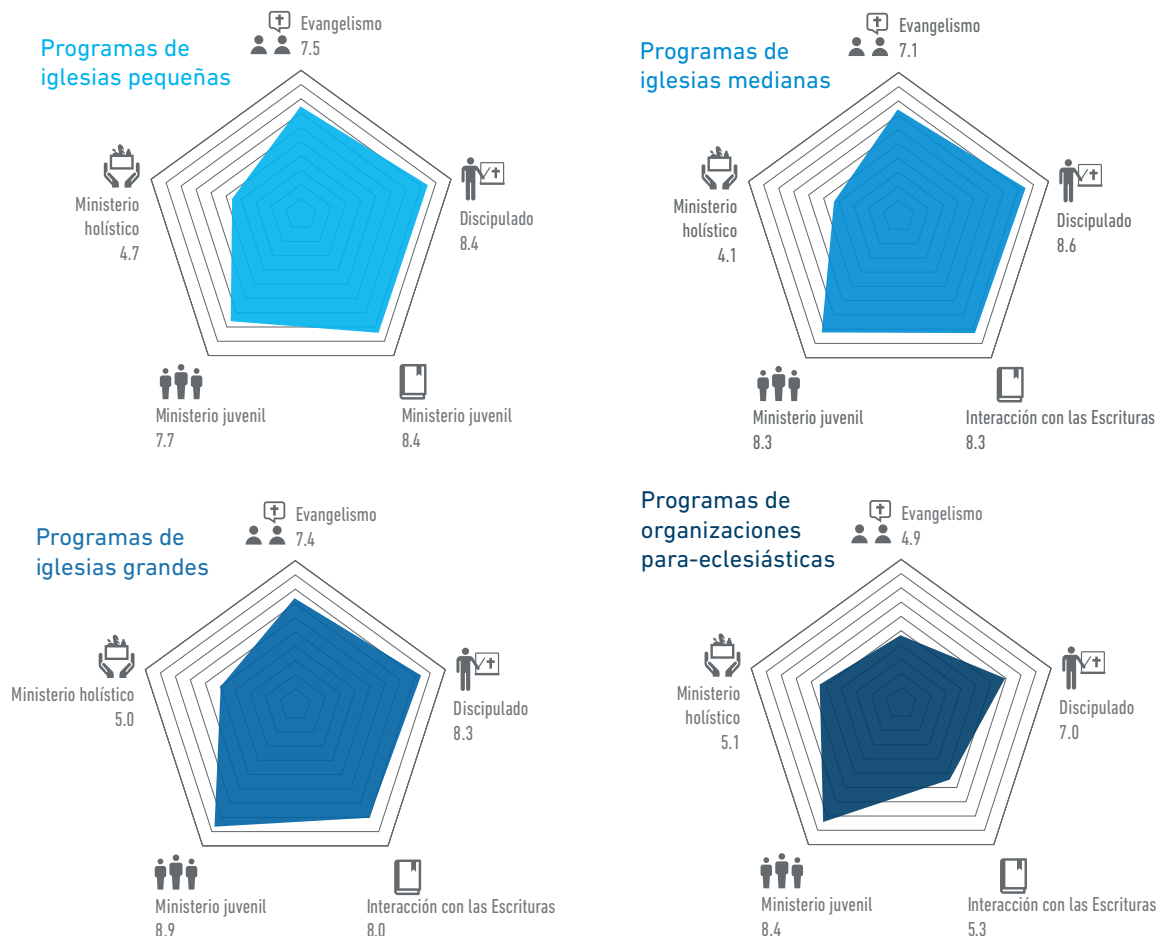 Programas de
iglesias pequeñas
Evangelismo
7.5
Discipulado
8.4
Ministerio juvenil
8.4
Ministerio juvenil
7.7
Ministerio
holístico
4.7
Programas de
iglesias medianas
Evangelismo
7.1
Discipulado
8.6
Interacción con las Escrituras
8.3
Ministerio juvenil
8.3
Ministerio
holístico
4.1
Programas de
iglesias grandes
Evangelismo
7.4
Discipulado
8.3
Interacción con las Escrituras
8.0
Ministerio juvenil
8.9
Ministerio holístico
5.0
Programas de
organizaciones
para-eclesiásticas
Evangelismo
4.9
Discipulado
7.0
Interacción con las Escrituras
5.3
Ministerio juvenil
8.4
Ministerio
holístico
5.1